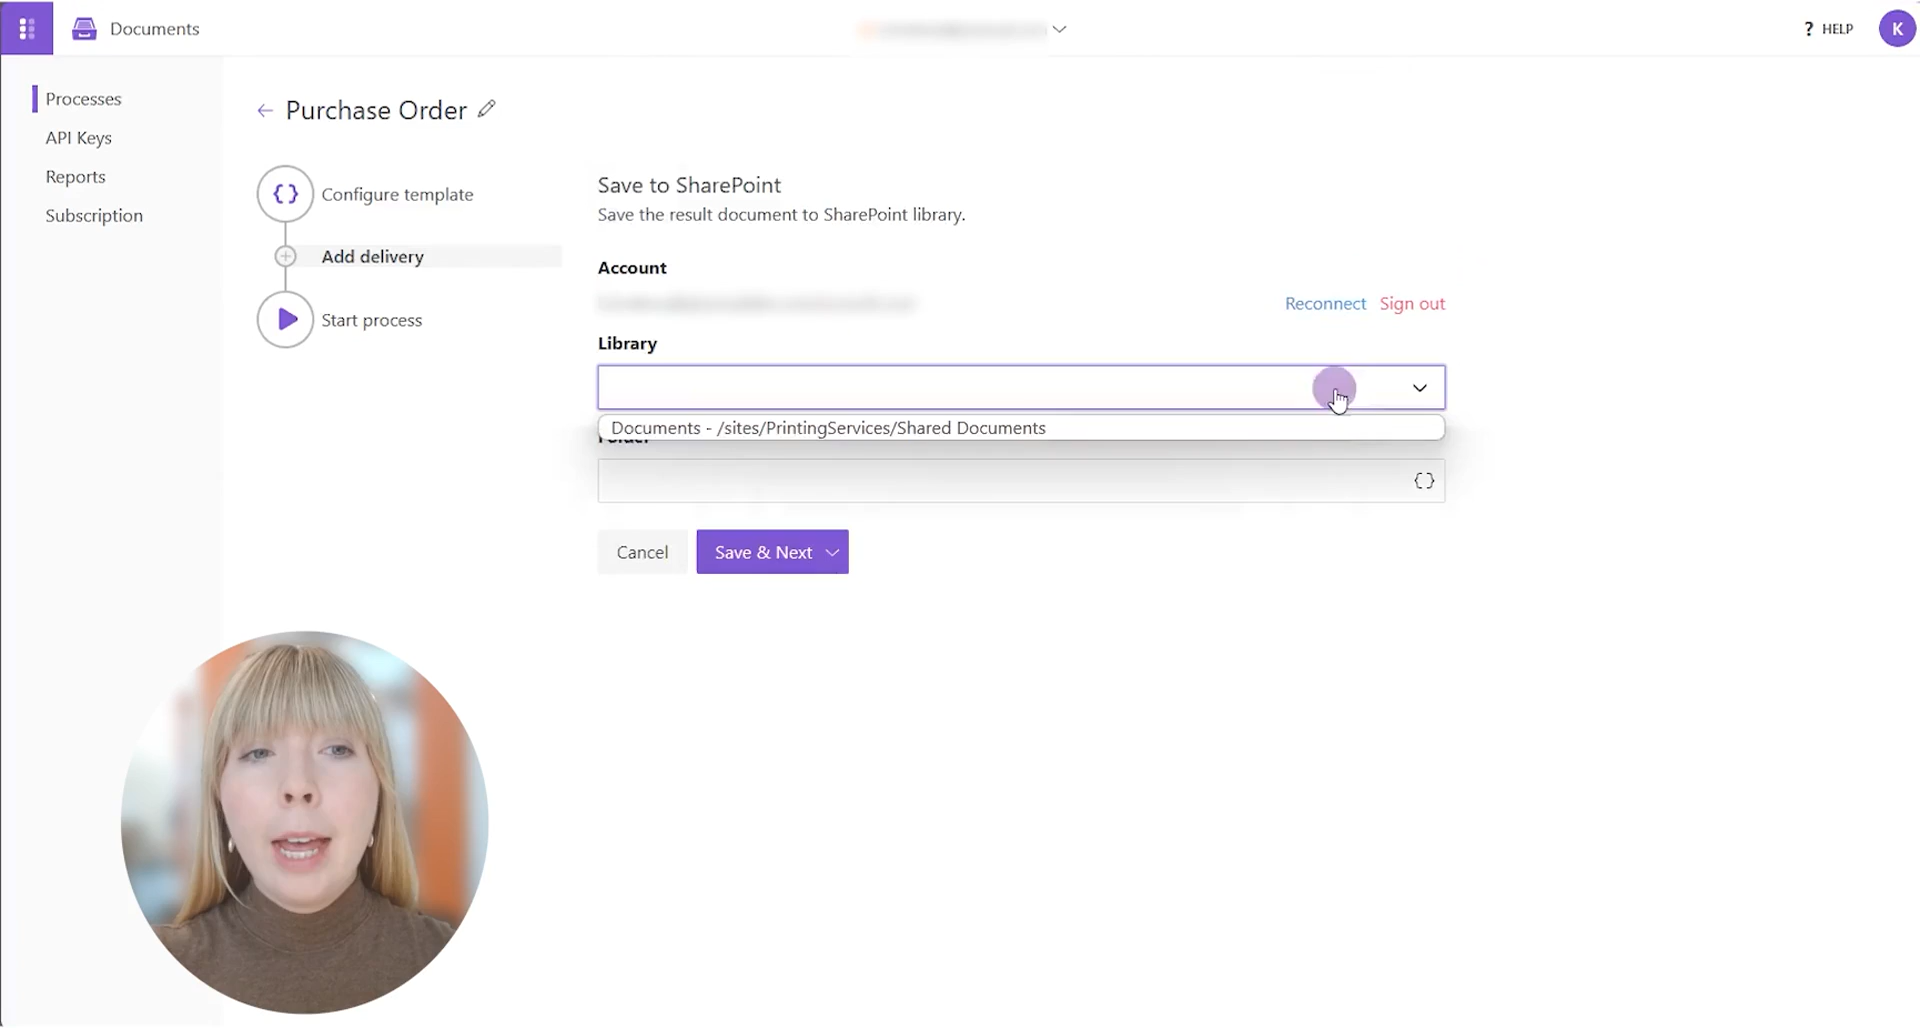 Documents
? HELP
K
Processes
API Keys
Reports
Subscription
Purchase Order
{} Configure template
Add delivery
Start process
Save to SharePoint
Save the result document to SharePoint library.
Account
Reconnect Sign out
Library
Documents - /sites/PrintingServices/Shared Documents
{}
Cancel
Save & Next